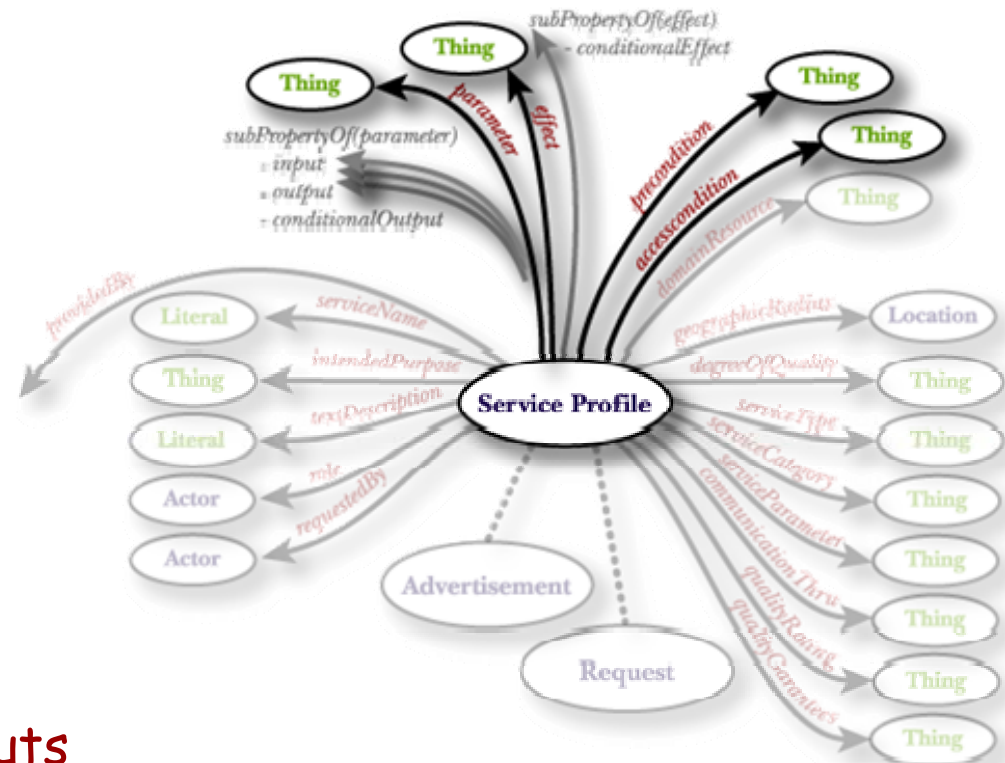 subPropertyOf(effect)
- conditionalEffect
Thing
Thing
Thing
Thing
Thing
parameter
effect
precondition
accesscondition
domainResource
subPropertyOf(parameter)
- input
- output
- conditionalOutput
providedBy
Literal
serviceName
Thing
intendedPurpose
Literal
textDescription
Actor
role
Actor
requestedBy
Service Profile
Location
degreeOfQuality
Thing
serviceType
Thing
serviceCategory
Thing
serviceParameter
Thing
communicationThru
Thing
qualityRating
Thing
qualityGarantees
Thing
Advertisement
Request
uts